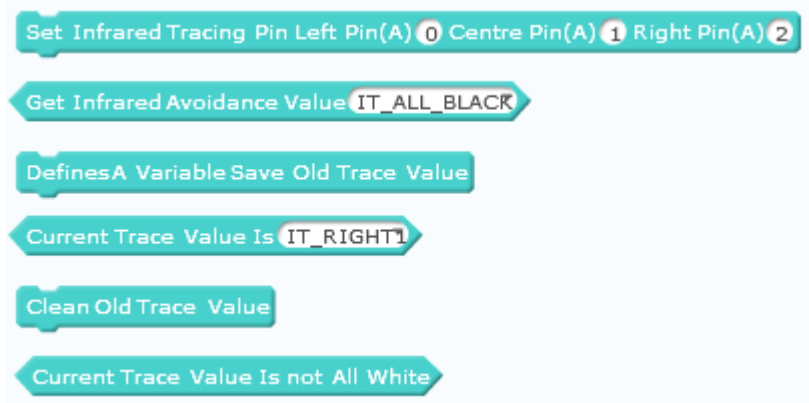 Set Infrared Tracing Pin Left Pin(A) 0 Centre Pin(A) 1 Right Pin(A) 2
Get Infrared Avoidance Value IT_ALL_BLACK
Defines A Variable Save Old Trace Value
Current Trace Value Is IT_RIGHT1
Clean Old Trace Value
Current Trace Value Is not All White